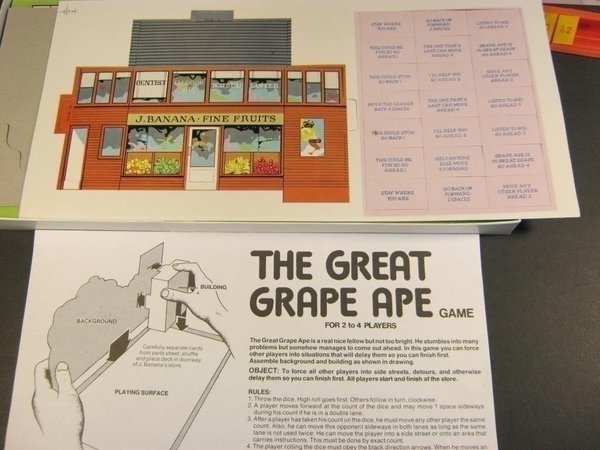 DENTIST
J. BANANA · FINE FRUITS
STAY WHERE
YOU ARE
GO BACK OR
FORWARD
2 SPACES
LISTEN TO ME!
GO AHEAD
THIS COULD BE
FUN SO GO
AHEAD 1
THE ONE THAT'S
LAST CAN MOVE
AHEAD 4
GRAPE APE IS
IN GREAT SHAPE
GO AHEAD 4
THIS COULD STUN
GO BACK 1
I'LL HELP YOU
GO AHEAD
MOVE ANY
OTHER PLAYER
AHEAD 2
MOVE THE LEADER
BACK 2 SPACES
THE ONE THAT'S
LAST CAN MOVE
AHEAD 4
LISTEN TO ME!
GO AHEAD
THIS COULD STUN
GO BACK 1
I'LL HELP YOU
GO AHEAD
LISTEN TO ME!
GO AHEAD
THIS COULD BE
FUN SO GO
AHEAD 1
HELP ANYONE
ELSE MOVE
FORWARD
GRAPE APE IS
IN GREAT SHAPE
GO AHEAD 4
STAY WHERE
YOU ARE
GO BACK OR
FORWARD
2 SPACES
MOVE ANY
OTHER PLAYER
AHEAD 2
BUILDING
BACKGROUND
Carefully separate cards
from parts sheet, shuffle
and place deck in doorway
of J. Banana's store.
PLAYING SURFACE
THE GREAT
GRAPE APE GAME
FOR 2 to 4 PLAYERS
The Great Grape Ape is a real nice fellow but not too bright. He stumbles into many
problems but somehow manages to come out ahead. In this game you can force
other players into situations that will delay them so you can finish first.
Assemble background and building as shown in drawing.
OBJECT: To force all other players into side streets, detours, and otherwise
delay them so you can finish first. All players start and finish at the store.
RULES:
1. Throw the dice. High roll goes first. Others follow in turn, clockwise.
2. A player moves forward at the count of the dice and may move 1 space sideways
during his count if he is in a double lane.
3. After a player has taken his count on the dice, he must move any other player the same
count. Also, he can move this opponent sideways in both lanes as long as the same
lane is not used twice. He can move the player into a side street or onto an area that
carries instructions. This must be done by exact count.
4. The player rolling the dice must obey the black direction arrows. When he moves an